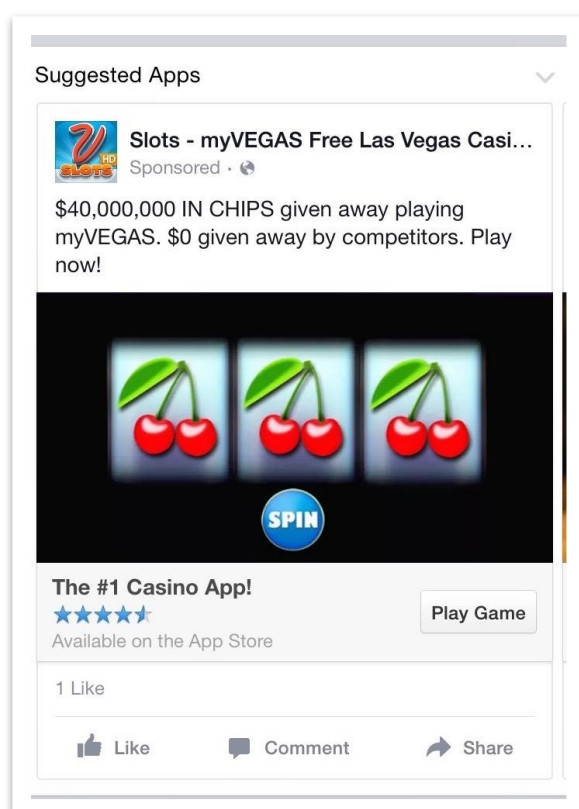 Suggested Apps
Slots - myVEGAS Free Las Vegas Casi...
HD
SLOTS
Sponsored ·
$40,000,000 IN CHIPS given away playing
myVEGAS. $0 given away by competitors. Play
now!
SPIN
The #1 Casino App!
Play Game
Available on the App Store
1 Like
Like Comment Share